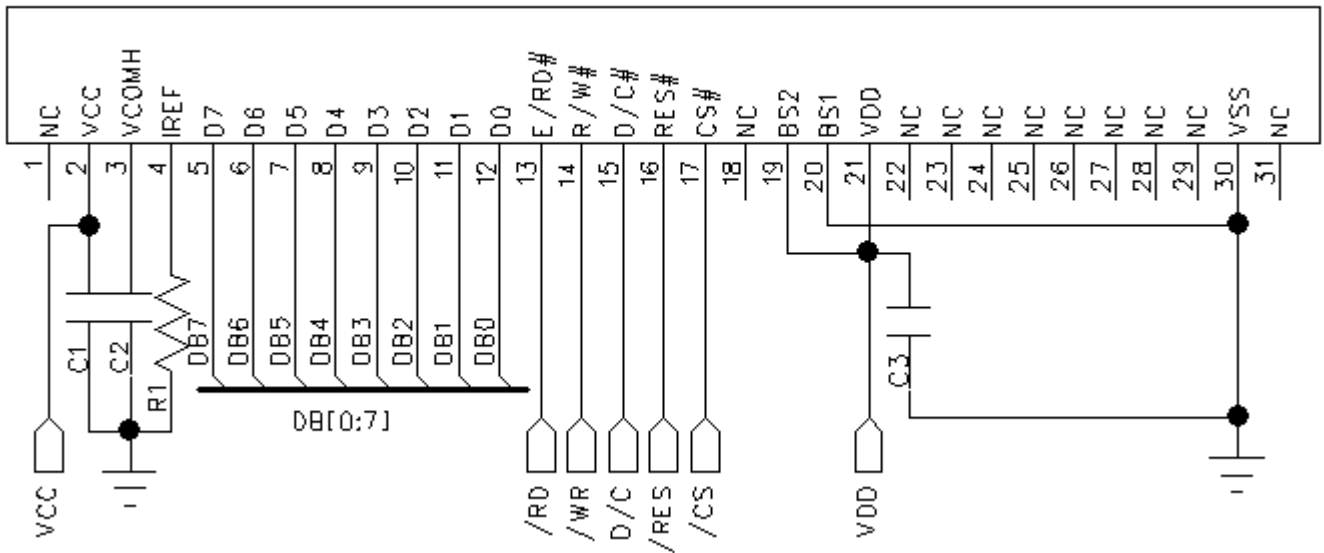 NC VCC VCOMH IREF D7 D6 D5 D4 D3 D2 D1 D0 E/RD# R/W# D/C# RES# CS# NC BS2 BS1 VDD NC NC NC NC NC NC NC NC VSS NC
1 2 3 4 5 6 7 8 9 10 11 12 13 14 15 16 17 18 19 20 21 22 23 24 25 26 27 28 29 30 31
C1 C2 R1 DB7 DB6 DB5 DB4 DB3 DB2 DB1 DB0 C3
DB[0:7]
VCC /RD /WR D/C /RES /CS VDD